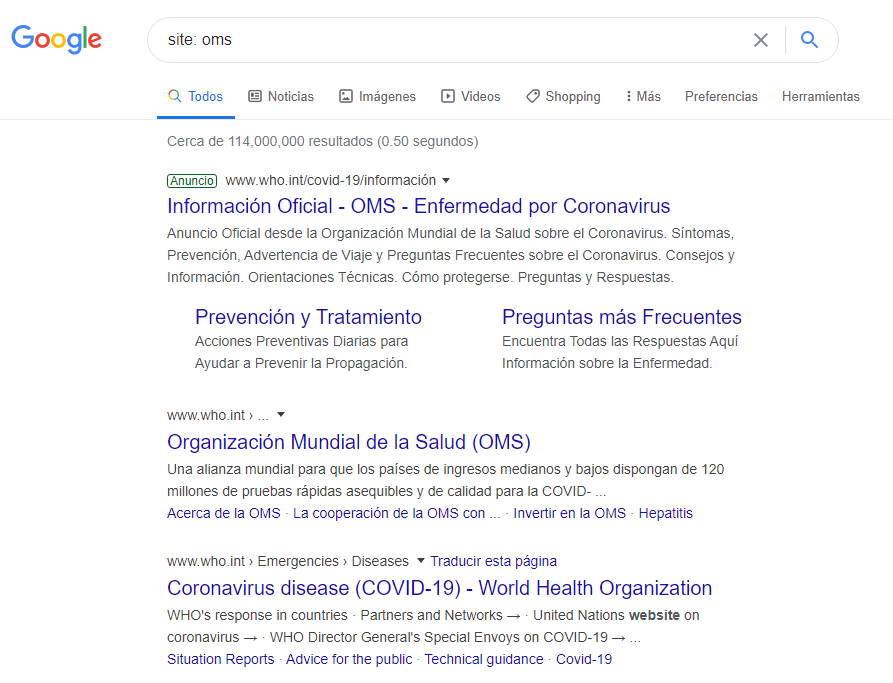 Google
site: oms
Todos Noticias Imágenes Videos Shopping Más Preferencias Herramientas
Cerca de 114,000,000 resultados (0.50 segundos)
Anuncio www.who.int/covid-19/información
Información Oficial - OMS - Enfermedad por Coronavirus
Anuncio Oficial desde la Organización Mundial de la Salud sobre el Coronavirus. Síntomas,
Prevención, Advertencia de Viaje y Preguntas Frecuentes sobre el Coronavirus. Consejos y
Información. Orientaciones Técnicas. Cómo protegerse. Preguntas y Respuestas.
Prevención y Tratamiento
Acciones Preventivas Diarias para
Ayudar a Prevenir la Propagación.
Preguntas más Frecuentes
Encuentra Todas las Respuestas Aquí
Información sobre la Enfermedad.
www.who.int › ...
Organización Mundial de la Salud (OMS)
Una alianza mundial para que los países de ingresos medianos y bajos dispongan de 120
millones de pruebas rápidas asequibles y de calidad para la COVID- ...
Acerca de la OMS · La cooperación de la OMS con ... · Invertir en la OMS · Hepatitis
www.who.int › Emergencies › Diseases Traducir esta página
Coronavirus disease (COVID-19) - World Health Organization
WHO's response in countries · Partners and Networks → · United Nations website on
coronavirus → · WHO Director General's Special Envoys on COVID-19 → ...
Situation Reports · Advice for the public · Technical guidance · Covid-19